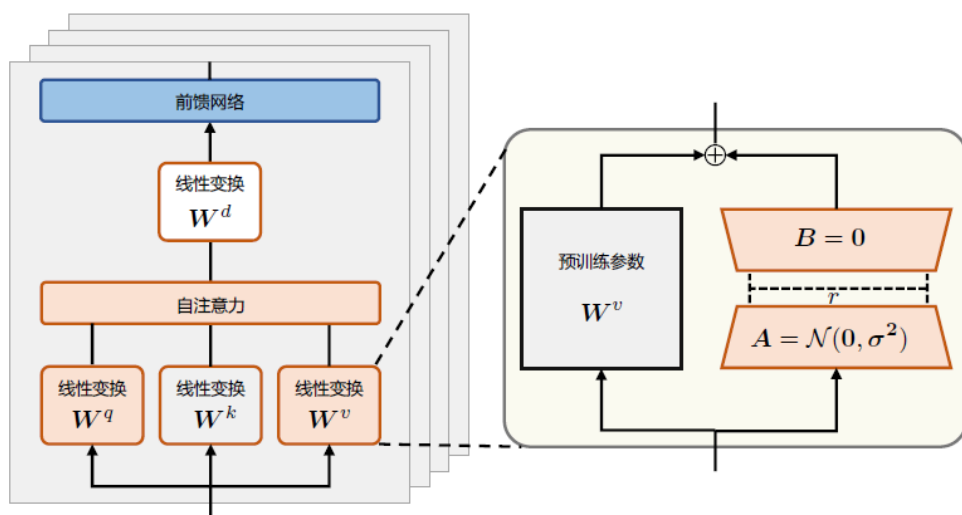 前馈网络
线性变换
W^d
自注意力
线性变换
W^q
线性变换
W^k
线性变换
W^v
预训练参数
W^v
B = 0
r
A = N(0, σ^2)